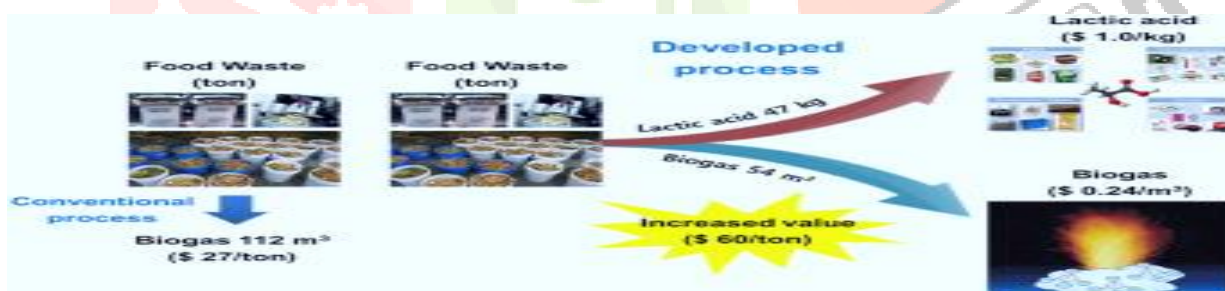 Food Waste
(ton)
Conventional
process
Biogas 112 m³
($ 27/ton)
Food Waste
(ton)
Developed
process
Lactic acid 47 kg
Biogas 54 m³
Increased value
($ 60/ton)
Lactic acid
($ 1.0/kg)
Biogas
($ 0.24/m³)